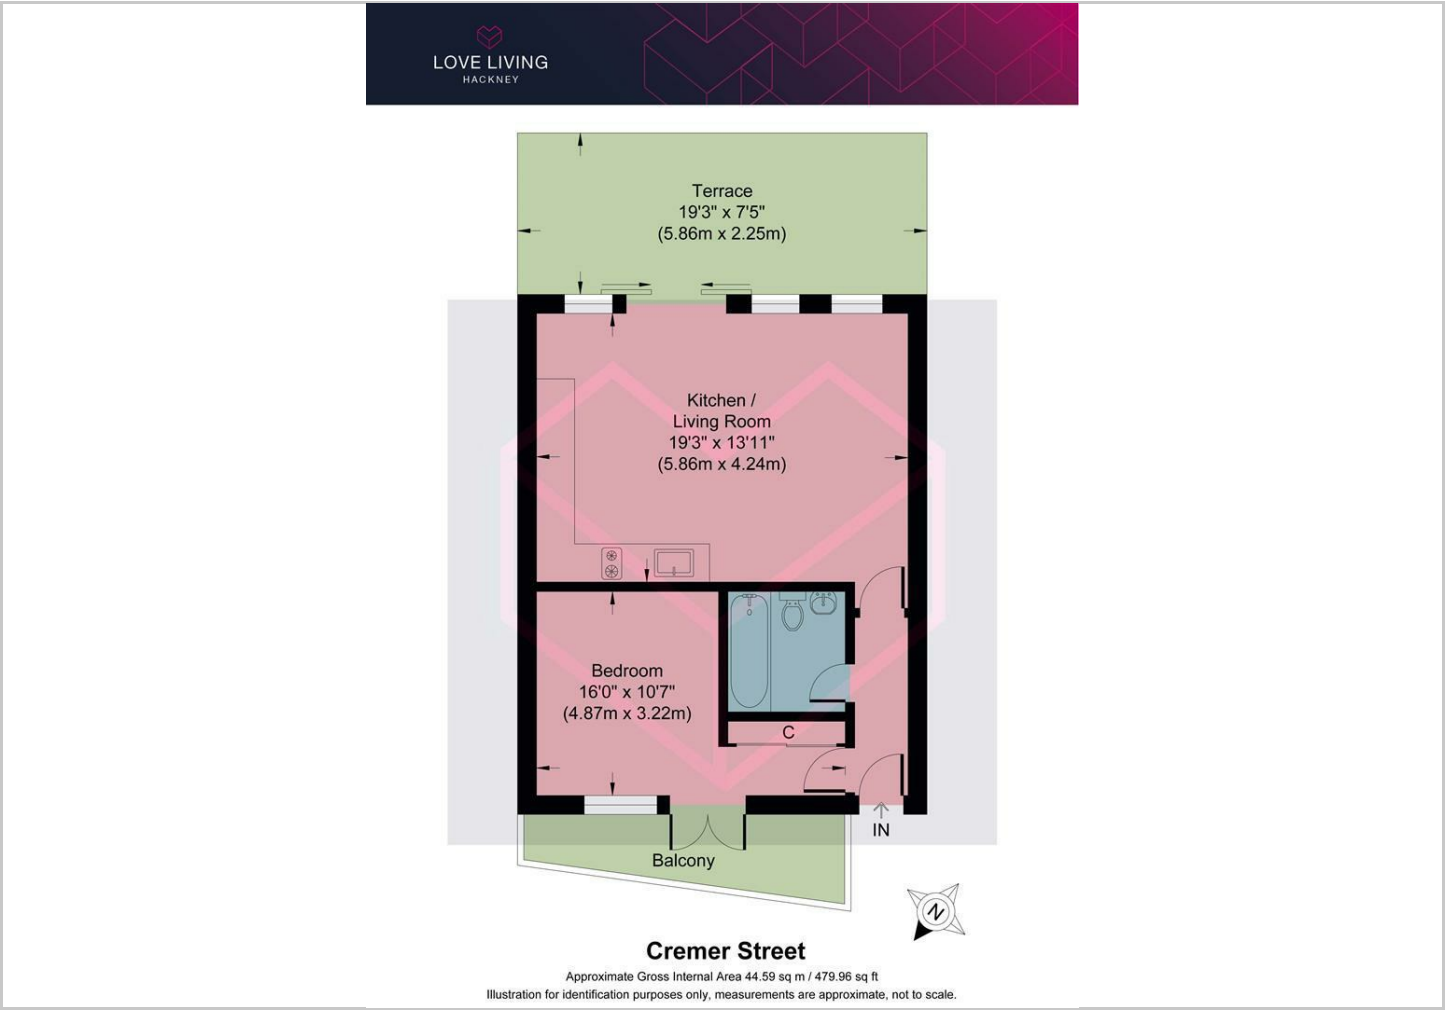 LOVE LIVING
HACKNEY
Terrace
19'3" x 7'5"
(5.86m x 2.25m)
Kitchen /
Living Room
19'3" x 13'11"
(5.86m x 4.24m)
Bedroom
16'0" x 10'7"
(4.87m x 3.22m)
C
IN
Balcony
N
Cremer Street
Approximate Gross Internal Area 44.59 sq m / 479.96 sq ft
Illustration for identification purposes only, measurements are approximate, not to scale.